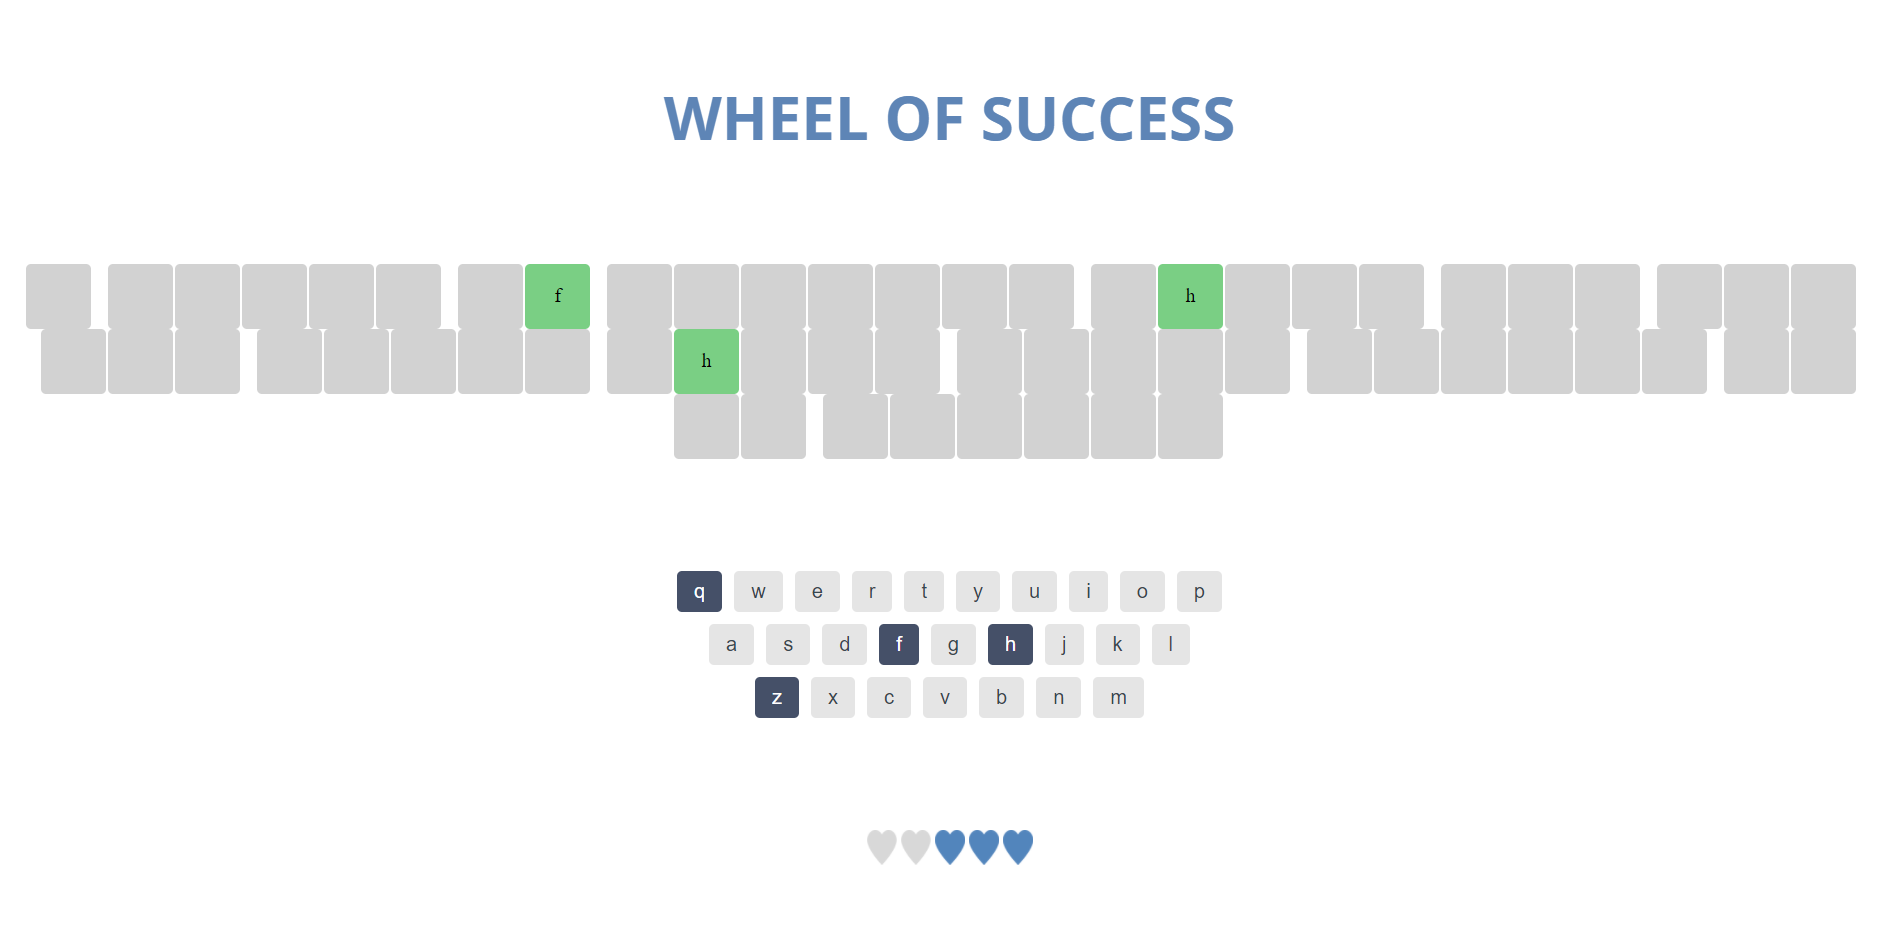 WHEEL OF SUCCESS
f h
h
q w e r t y u i o p
a s d f g h j k l
z x c v b n m